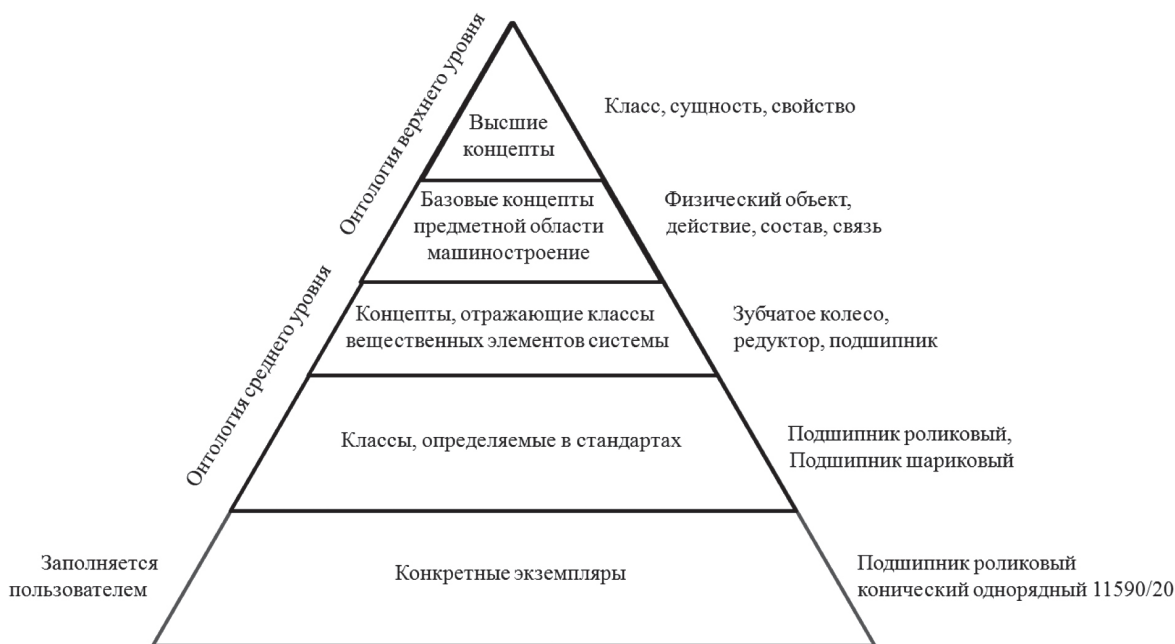 Онтология верхнего уровня
Высшие
концепты
Класс, сущность, свойство
Базовые концепты
предметной области
машиностроение
Физический объект,
действие, состав, связь
Онтология среднего уровня
Концепты, отражающие классы
вещественных элементов системы
Зубчатое колесо,
редуктор, подшипник
Классы, определяемые в стандартах
Подшипник роликовый,
Подшипник шариковый
Заполняется
пользователем
Конкретные экземпляры
Подшипник роликовый
конический однорядный 11590/20